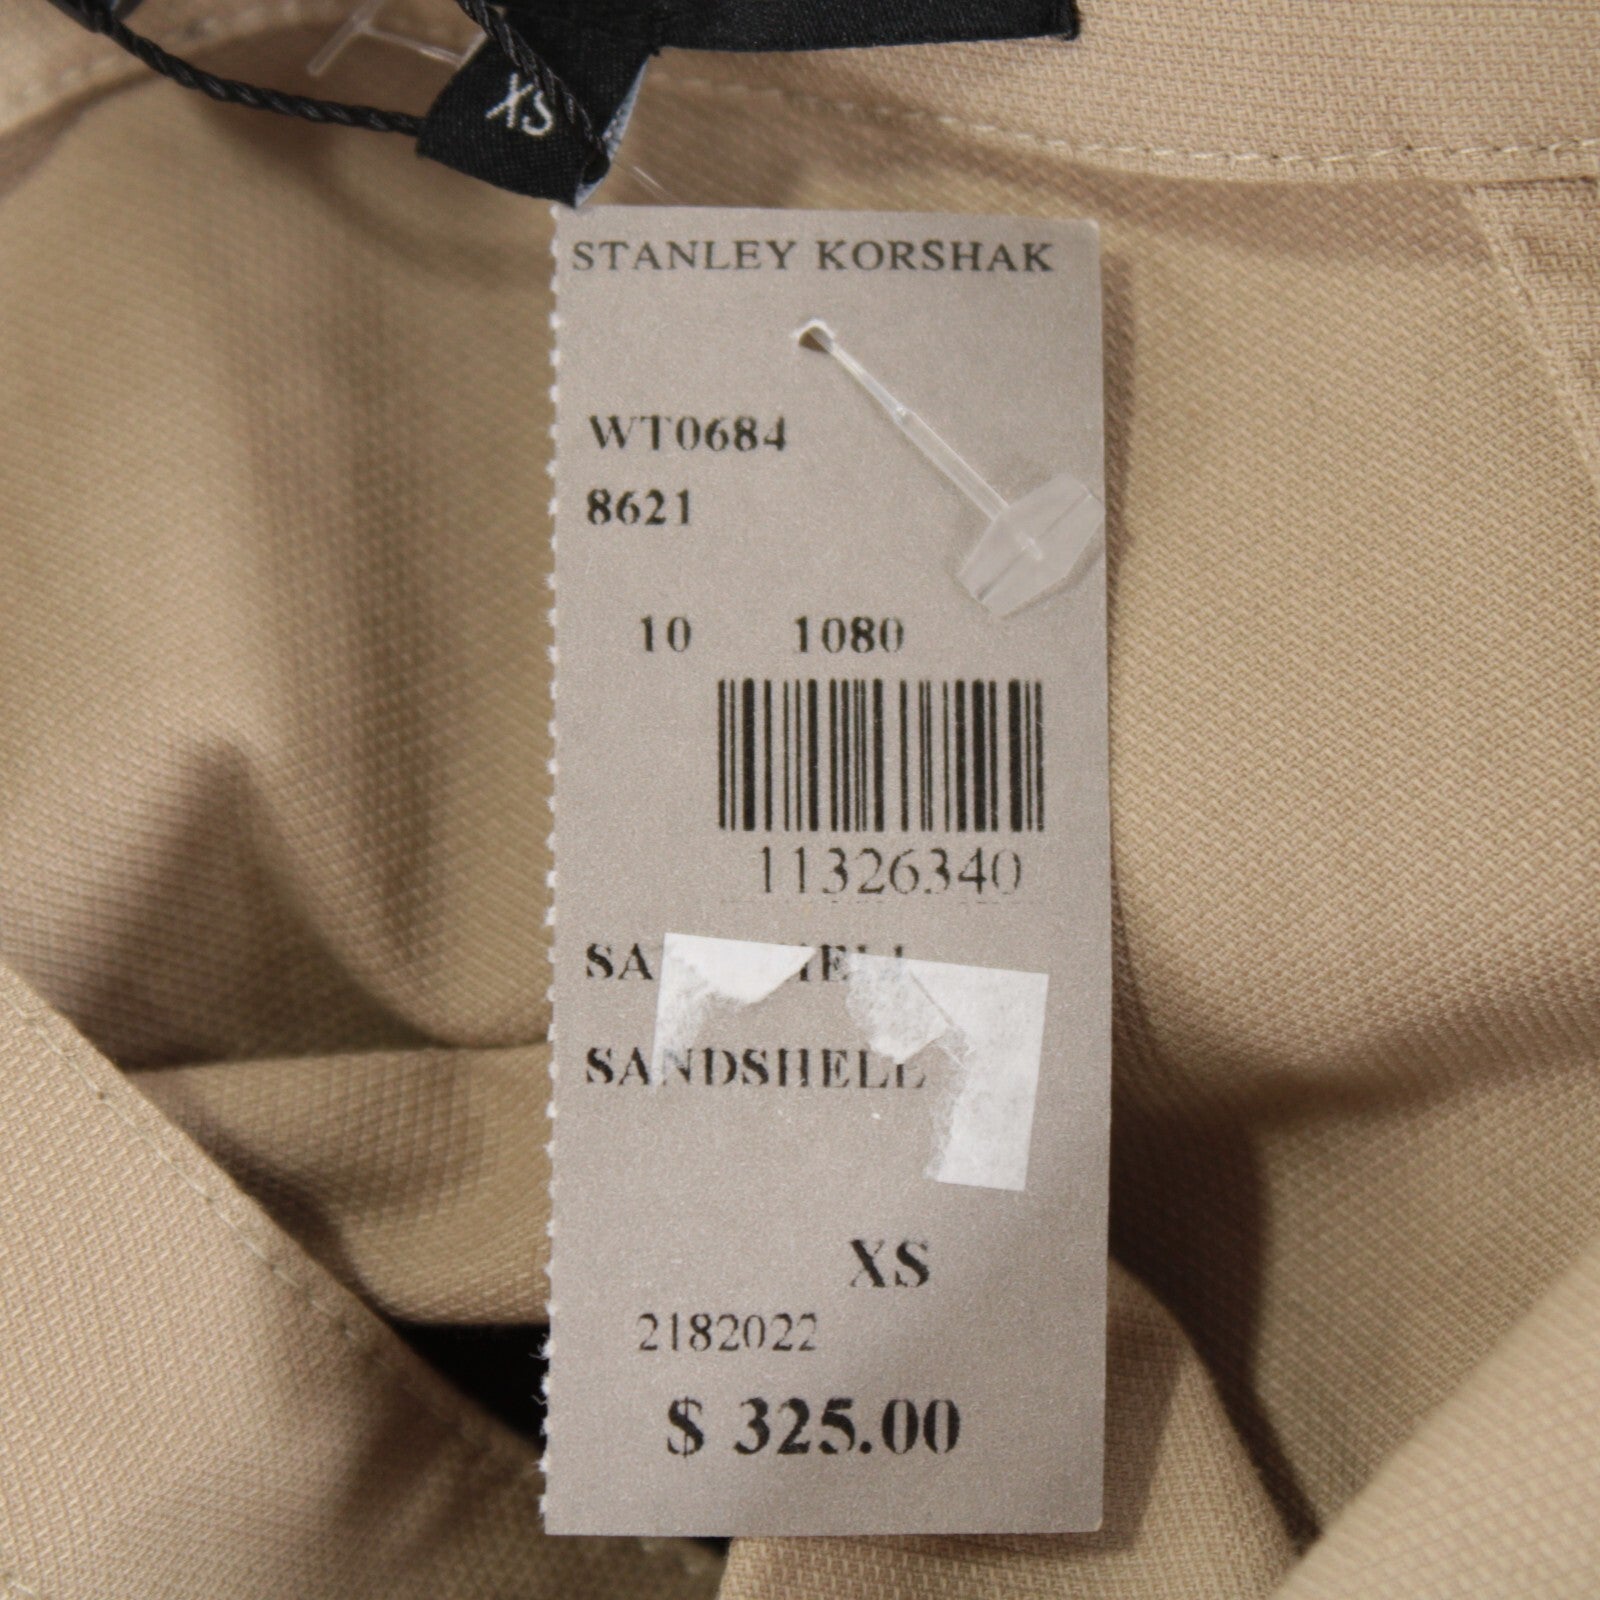 XS
STANLEY KORSHAK
WT0684
8621
10 1080
11326340
SANDSHELL
XS
2182022
$ 325.00